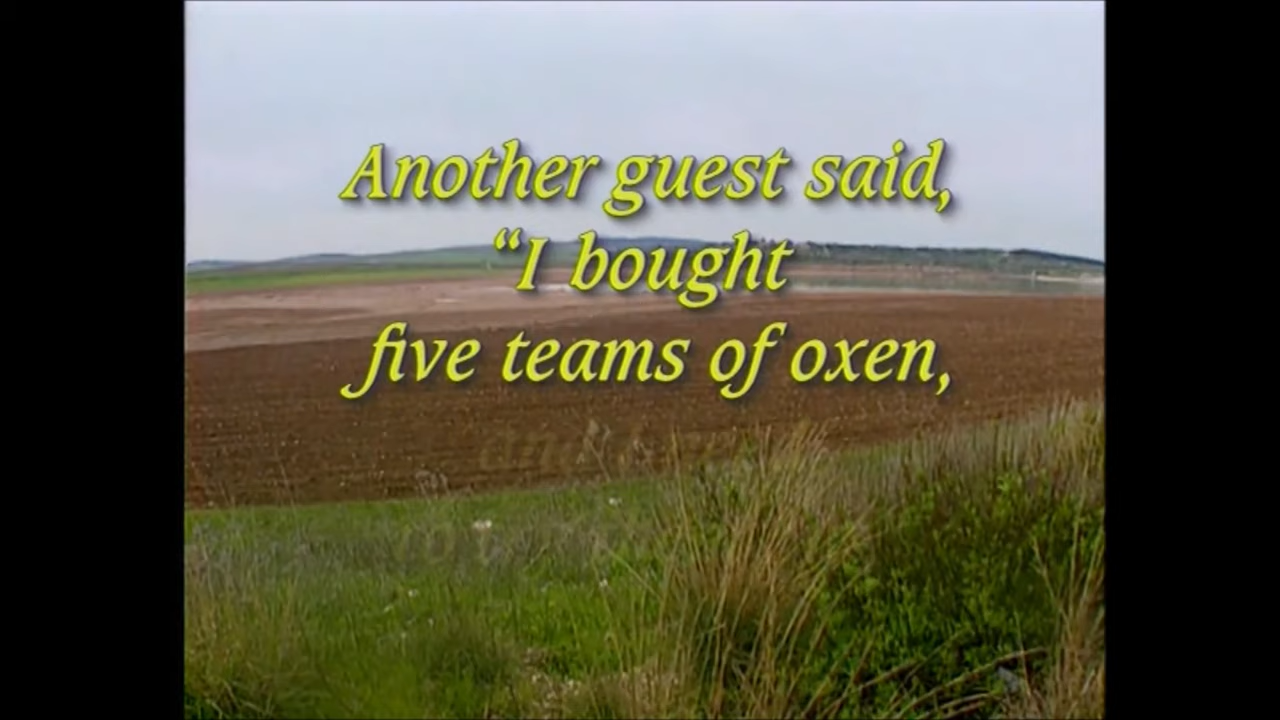 Another guest said,
“I bought
five teams of oxen,